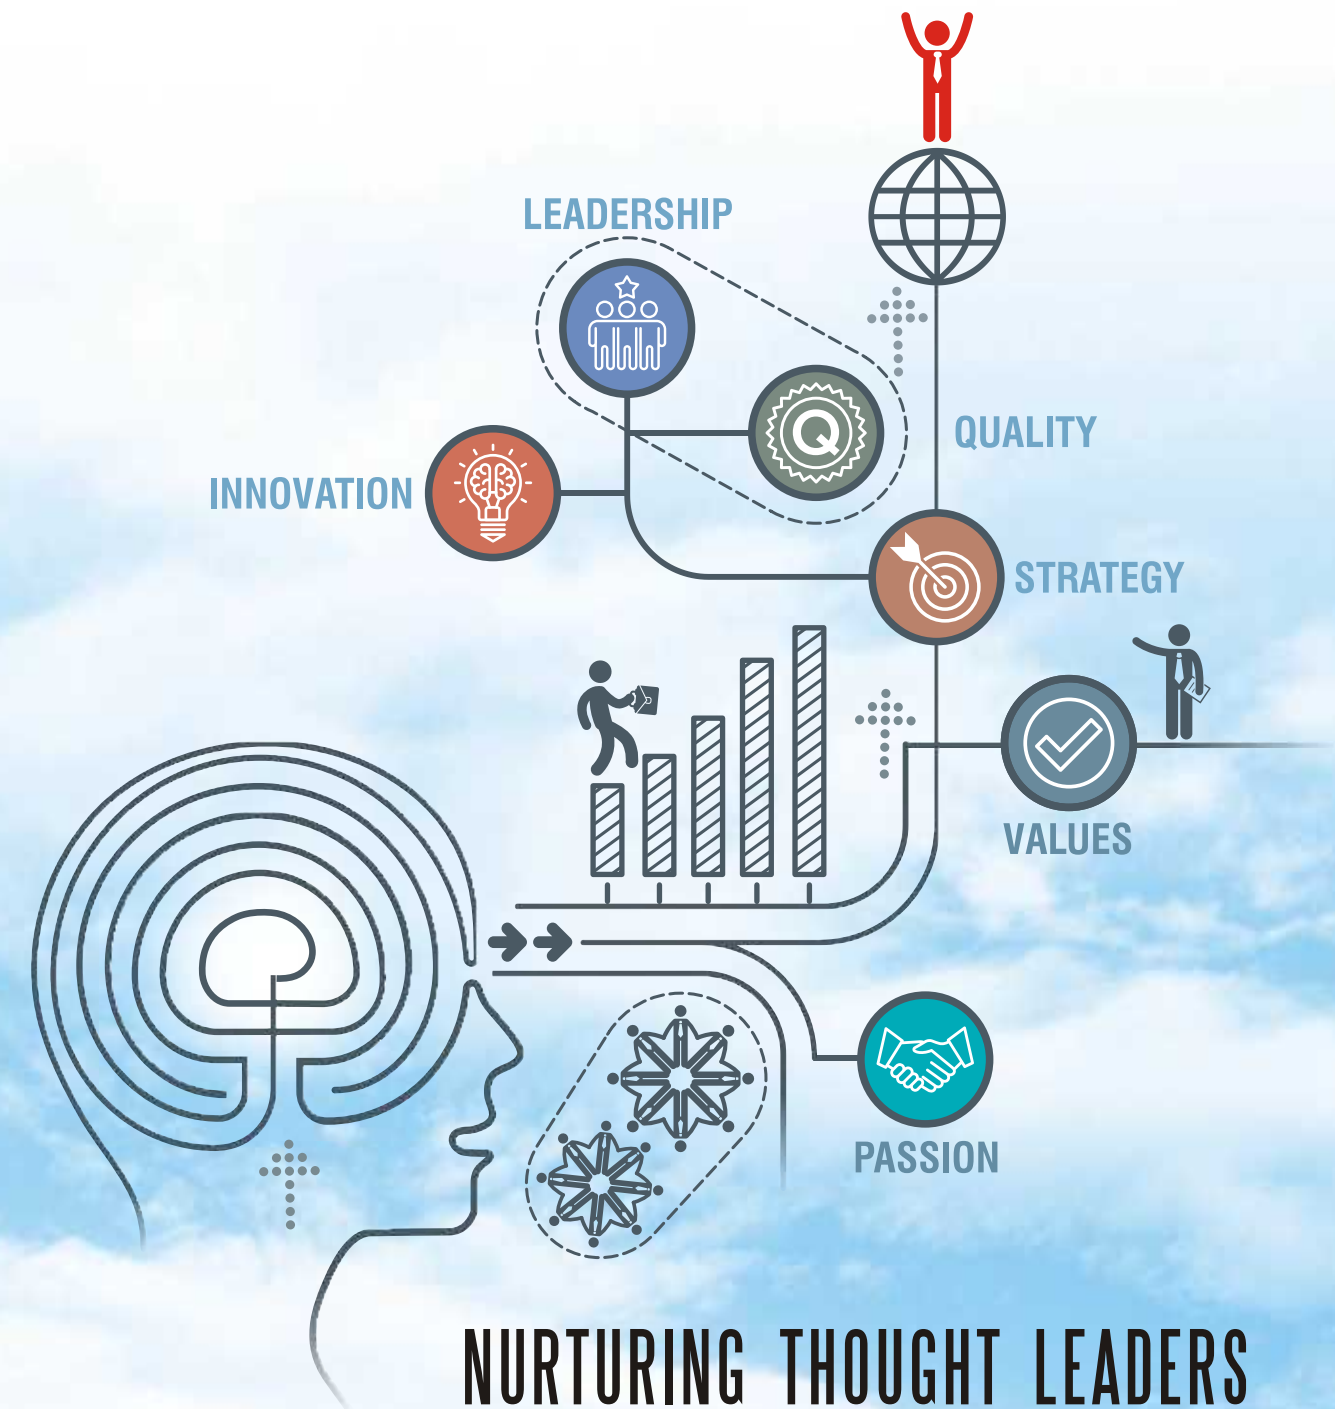 LEADERSHIP
Q
QUALITY
INNOVATION
STRATEGY
VALUES
PASSION
NURTURING THOUGHT LEADERS